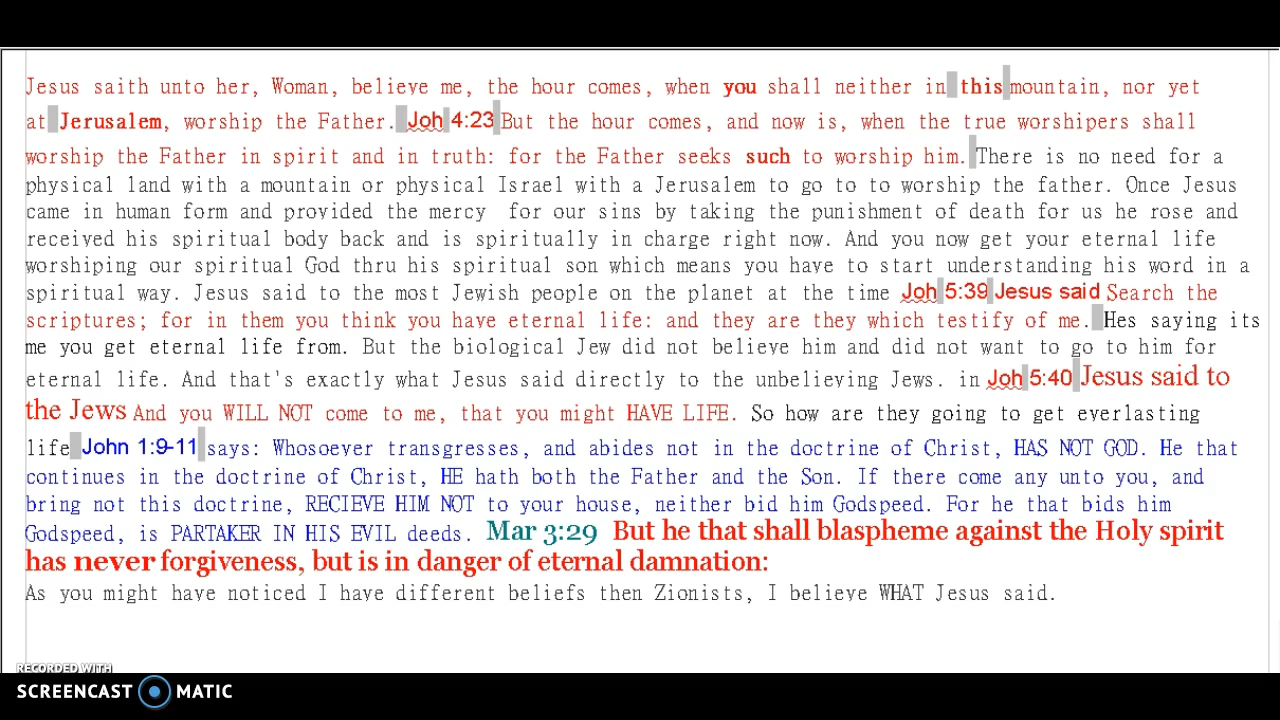 Jesus saith unto her, Woman, believe me, the hour comes, when you shall neither in this mountain, nor yet
at Jerusalem, worship the Father. Joh 4:23 But the hour comes, and now is, when the true worshipers shall
worship the Father in spirit and in truth: for the Father seeks such to worship him. There is no need for a
physical land with a mountain or physical Israel with a Jerusalem to go to to worship the father. Once Jesus
came in human form and provided the mercy for our sins by taking the punishment of death for us he rose and
received his spiritual body back and is spiritually in charge right now. And you now get your eternal life
worshiping our spiritual God thru his spiritual son which means you have to start understanding his word in a
spiritual way. Jesus said to the most Jewish people on the planet at the time Joh 5:39 Jesus said Search the
scriptures; for in them you think you have eternal life: and they are they which testify of me. Hes saying its
me you get eternal life from. But the biological Jew did not believe him and did not want to go to him for
eternal life. And that's exactly what Jesus said directly to the unbelieving Jews. in Joh 5:40 Jesus said to
the Jews And you WILL NOT come to me, that you might HAVE LIFE. So how are they going to get everlasting
life John 1:9-11 says: Whosoever transgresses, and abides not in the doctrine of Christ, HAS NOT GOD. He that
continues in the doctrine of Christ, HE hath both the Father and the Son. If there come any unto you, and
bring not this doctrine, RECIEVE HIM NOT to your house, neither bid him Godspeed. For he that bids him
Godspeed, is PARTAKER IN HIS EVIL deeds. Mar 3:29 But he that shall blaspheme against the Holy spirit
has never forgiveness, but is in danger of eternal damnation:
As you might have noticed I have different beliefs then Zionists, I believe WHAT Jesus said.
RECORDED WITH
SCREENCAST MATIC